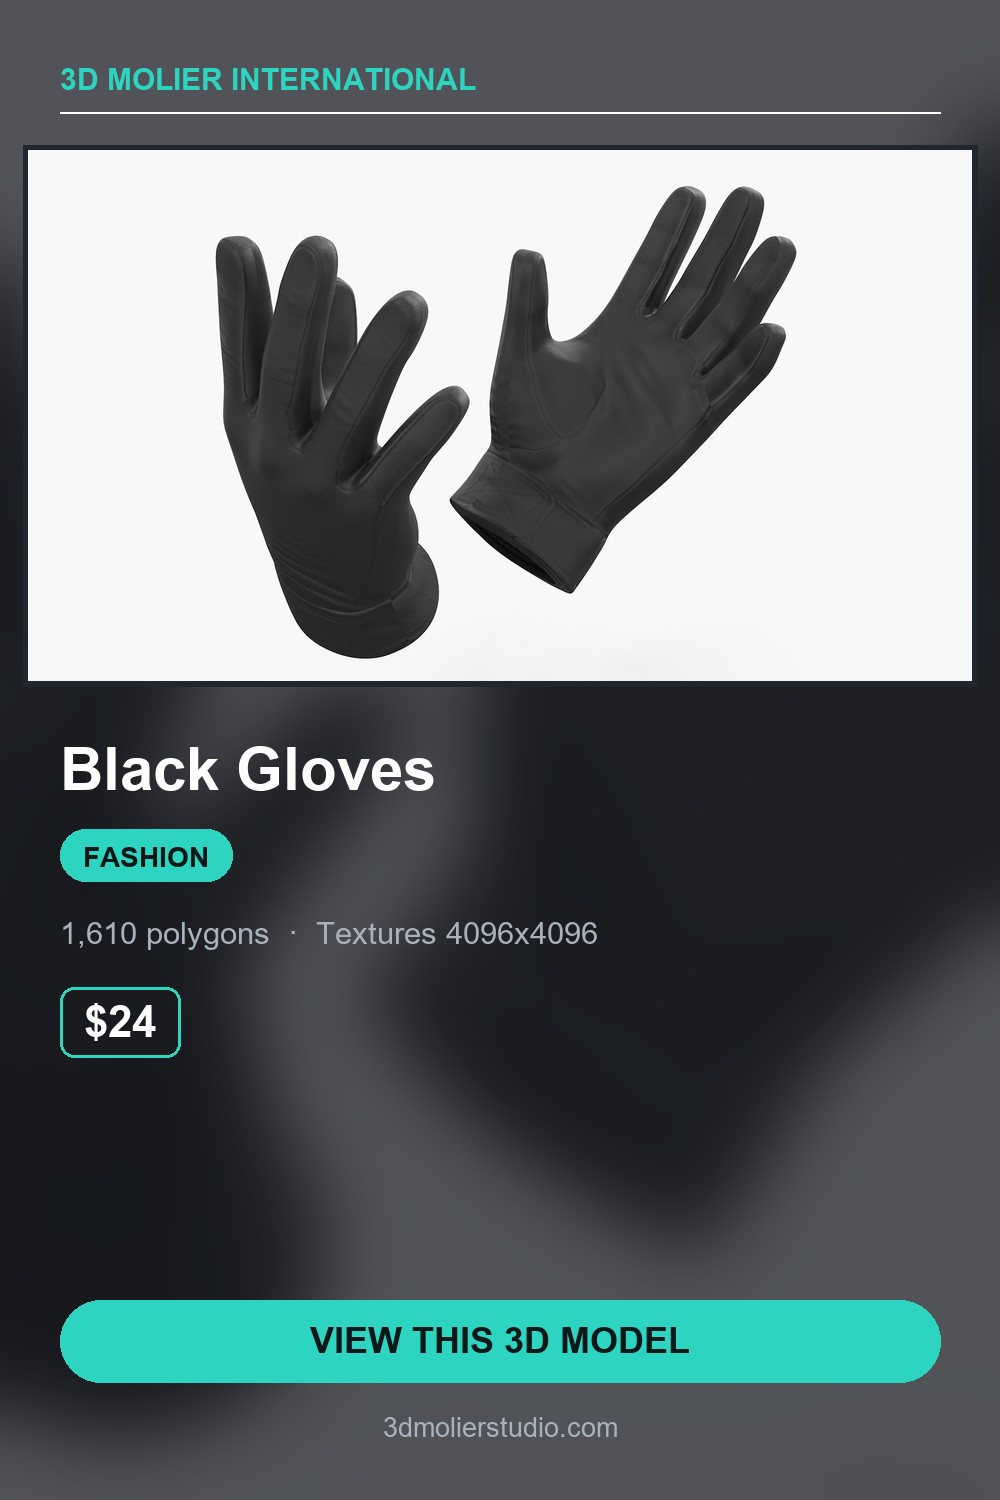 3D MOLIER INTERNATIONAL
Black Gloves
FASHION
1,610 polygons · Textures 4096x4096
$24
VIEW THIS 3D MODEL
3dmolierstudio.com